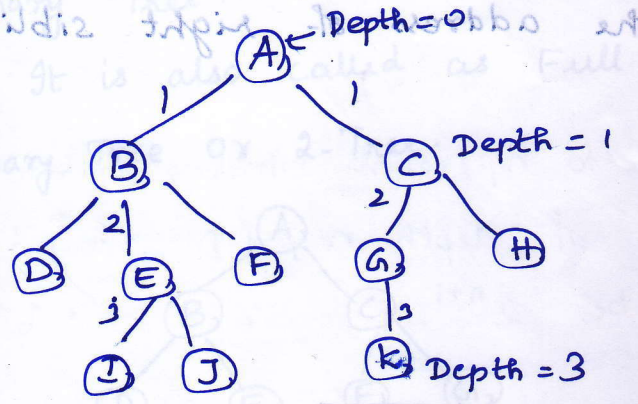 Depth = 0
A
1 1
B C Depth = 1
2 2
D E F G H
3 3
I J K Depth = 3